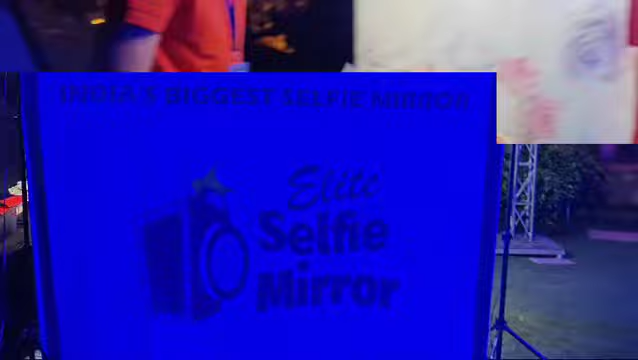 INDIA'S BIGGEST SELFIE MIRROR
Elite
Selfie
Mirror